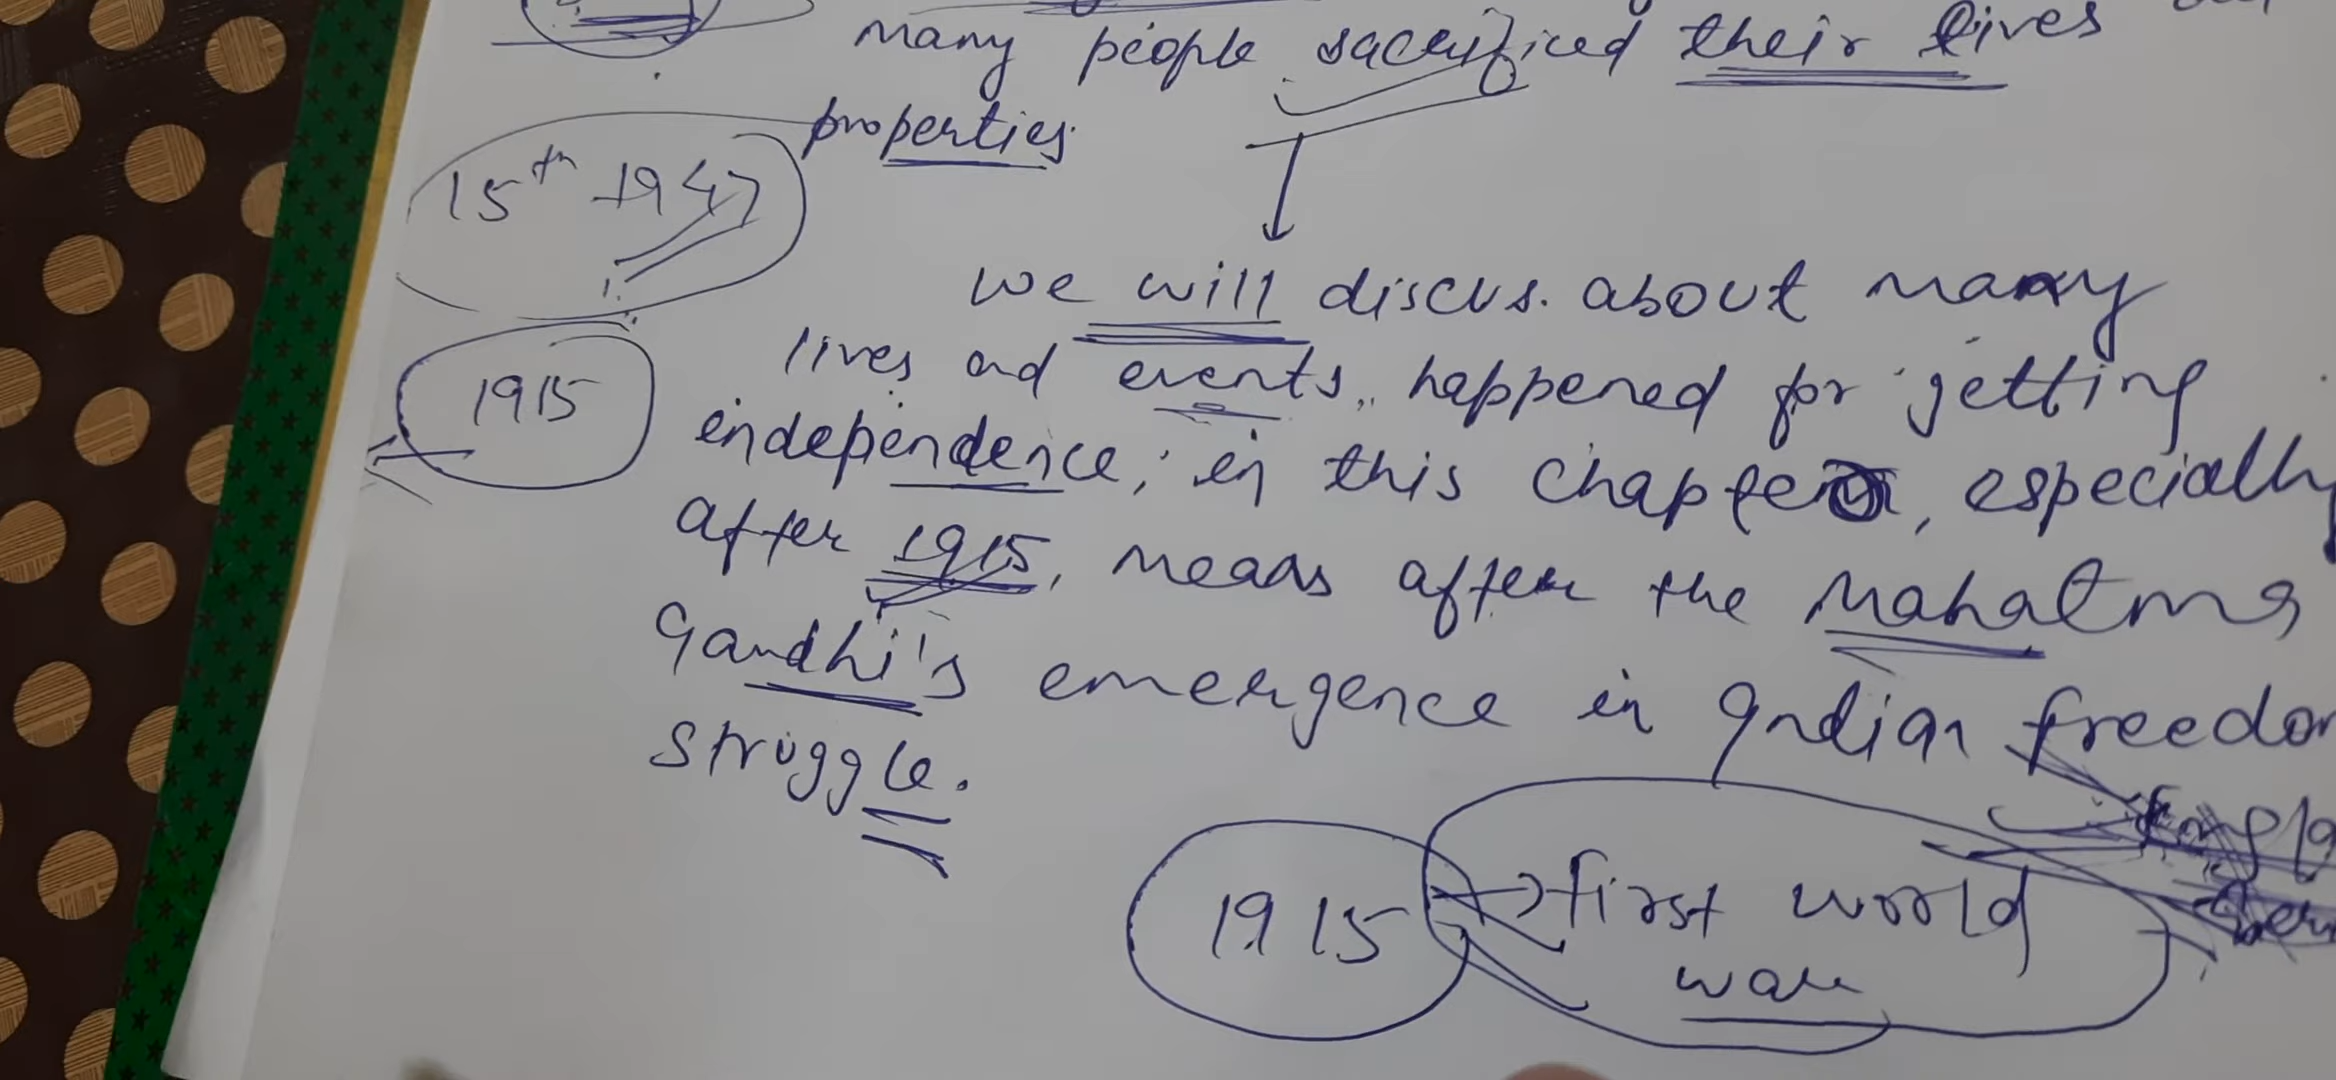 many people sacrificed their lives
properties.
15th 1947
we will discus. about many
lives and events, happened for getting
1915
independence, in this chapter, especially
after 1915, means after the Mahatma
Gandhi's emergence in Indian freedom
struggle.
1915 → first world
war